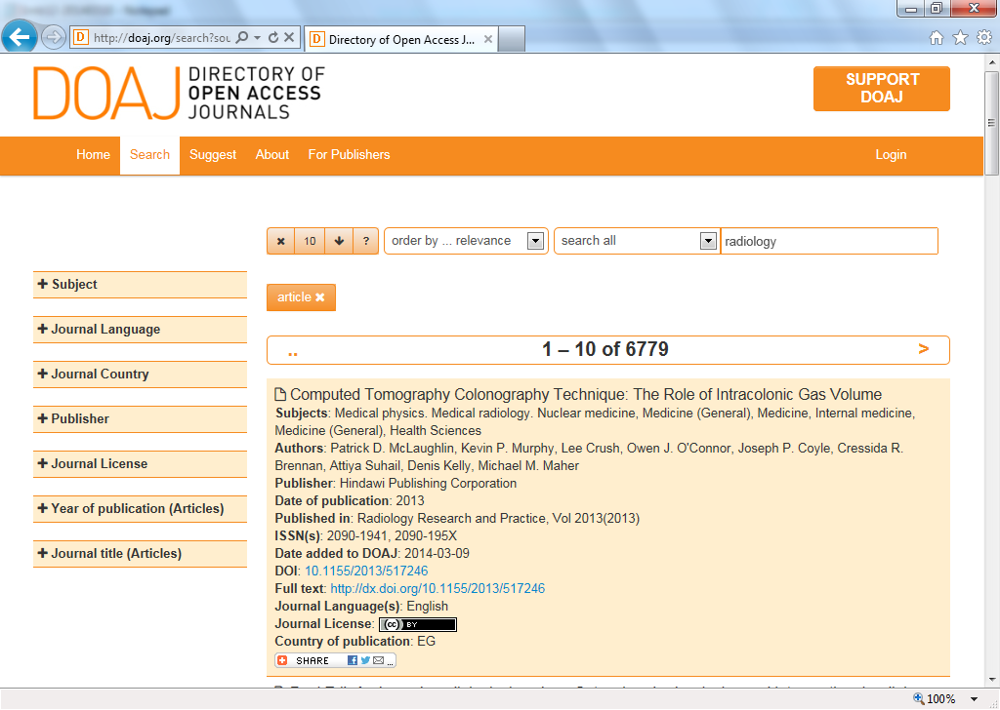 http://doaj.org/search?sou
Directory of Open Access J...
DOAJ
DIRECTORY OF
OPEN ACCESS
JOURNALS
SUPPORT
DOAJ
Home Search Suggest About For Publishers Login
10 ? order by ... relevance search all radiology
Subject
Journal Language
Journal Country
Publisher
Journal License
Year of publication (Articles)
Journal title (Articles)
article
.. 1 – 10 of 6779 >
Computed Tomography Colonography Technique: The Role of Intracolonic Gas Volume
Subjects: Medical physics. Medical radiology. Nuclear medicine, Medicine (General), Medicine, Internal medicine,
Medicine (General), Health Sciences
Authors: Patrick D. McLaughlin, Kevin P. Murphy, Lee Crush, Owen J. O'Connor, Joseph P. Coyle, Cressida R.
Brennan, Attiya Suhail, Denis Kelly, Michael M. Maher
Publisher: Hindawi Publishing Corporation
Date of publication: 2013
Published in: Radiology Research and Practice, Vol 2013(2013)
ISSN(s): 2090-1941, 2090-195X
Date added to DOAJ: 2014-03-09
DOI: 10.1155/2013/517246
Full text: http://dx.doi.org/10.1155/2013/517246
Journal Language(s): English
Journal License: cc BY
Country of publication: EG
SHARE ...
100%